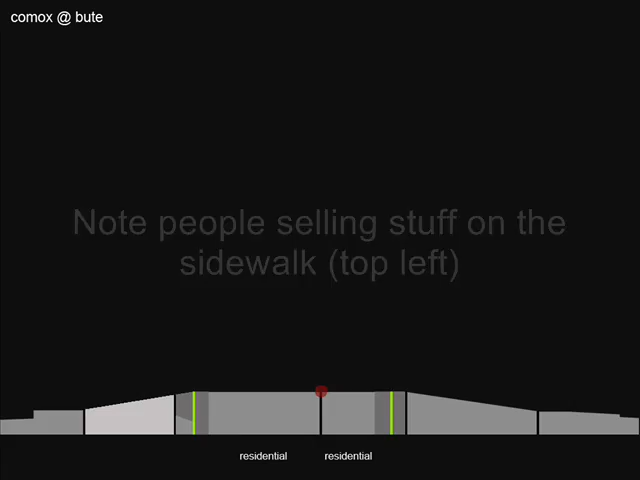 comox @ bute
Note people selling stuff on the
sidewalk (top left)
residential residential